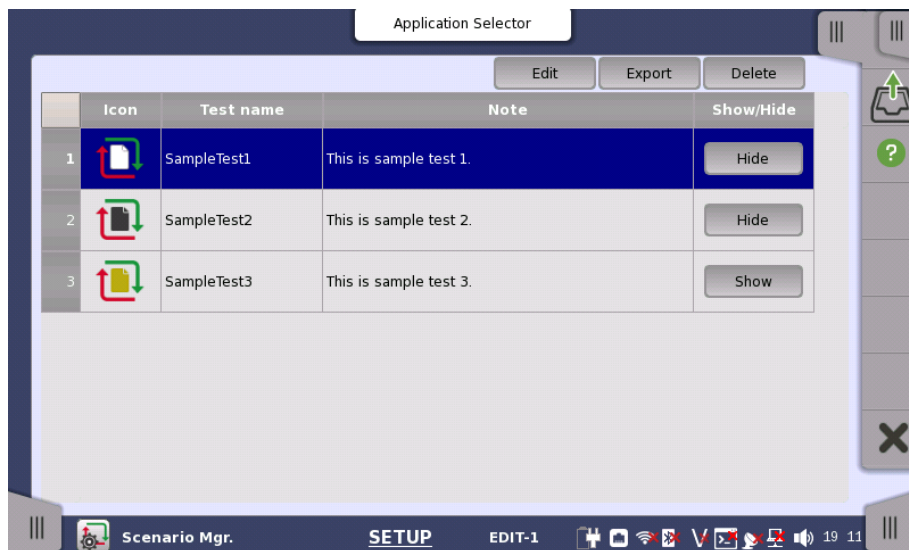 Application Selector
Edit Export Delete
Icon Test name Note Show/Hide
1 SampleTest1 This is sample test 1. Hide
2 SampleTest2 This is sample test 2. Hide
3 SampleTest3 This is sample test 3. Show
?
Scenario Mgr. SETUP EDIT-1 19 11